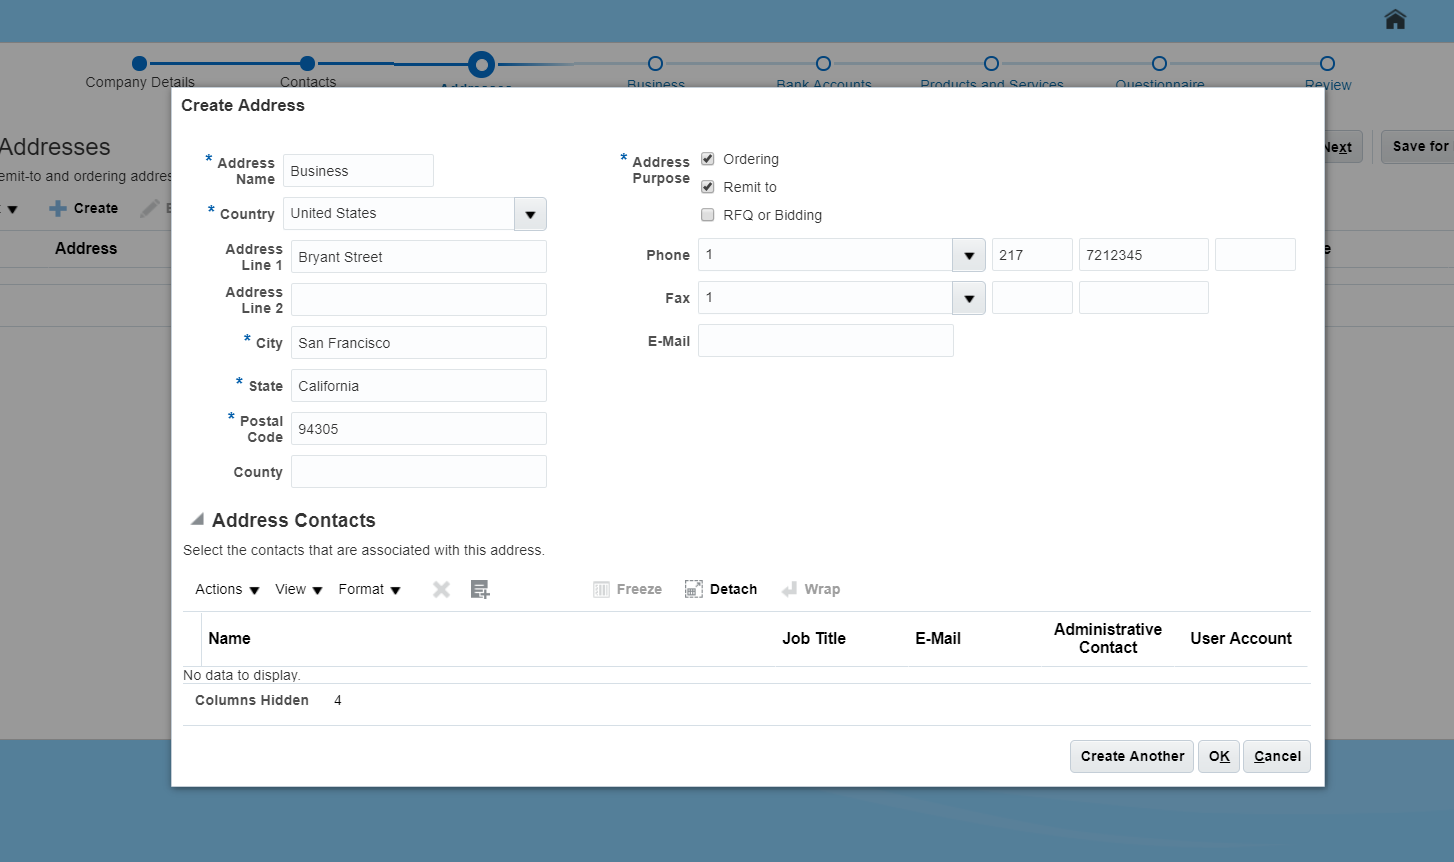 Company Details
Contacts
Addresses
Business
Bank Accounts
Products and Services
Questionnaire
Review
Addresses
Next
Save for
emit-to and ordering
Create
Address
Create Address
* Address Name
Business
* Country
United States
Address Line 1
Bryant Street
Address Line 2
* City
San Francisco
* State
California
* Postal Code
94305
County
* Address Purpose
Ordering
Remit to
RFQ or Bidding
Phone
1
217
7212345
Fax
1
E-Mail
Address Contacts
Select the contacts that are associated with this address.
Actions
View
Format
Freeze
Detach
Wrap
Name
Job Title
E-Mail
Administrative Contact
User Account
No data to display.
Columns Hidden
4
Create Another
OK
Cancel